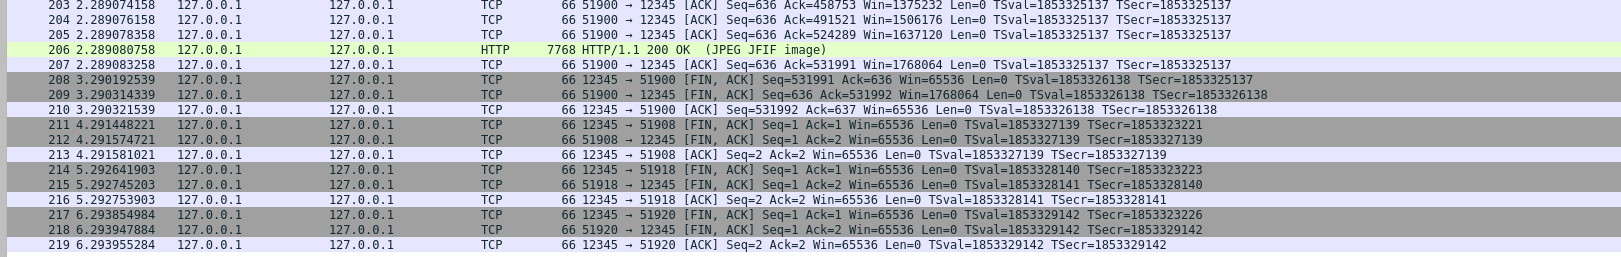 203 2.289074158 127.0.0.1 127.0.0.1 TCP 66 51900 → 12345 [ACK] Seq=636 Ack=458753 Win=1375232 Len=0 TSval=1853325137 TSecr=1853325137
204 2.289076158 127.0.0.1 127.0.0.1 TCP 66 51900 → 12345 [ACK] Seq=636 Ack=491521 Win=1506176 Len=0 TSval=1853325137 TSecr=1853325137
205 2.289078358 127.0.0.1 127.0.0.1 TCP 66 51900 → 12345 [ACK] Seq=636 Ack=524289 Win=1637120 Len=0 TSval=1853325137 TSecr=1853325137
206 2.289080758 127.0.0.1 127.0.0.1 HTTP 7768 HTTP/1.1 200 OK (JPEG JFIF image)
207 2.289083258 127.0.0.1 127.0.0.1 TCP 66 51900 → 12345 [ACK] Seq=636 Ack=531991 Win=1768064 Len=0 TSval=1853325137 TSecr=1853325137
208 3.290192539 127.0.0.1 127.0.0.1 TCP 66 12345 → 51900 [FIN, ACK] Seq=531991 Ack=636 Win=65536 Len=0 TSval=1853326138 TSecr=1853325137
209 3.290314339 127.0.0.1 127.0.0.1 TCP 66 51900 → 12345 [FIN, ACK] Seq=636 Ack=531992 Win=1768064 Len=0 TSval=1853326138 TSecr=1853326138
210 3.290321539 127.0.0.1 127.0.0.1 TCP 66 12345 → 51900 [ACK] Seq=531992 Ack=637 Win=65536 Len=0 TSval=1853326138 TSecr=1853326138
211 4.291448221 127.0.0.1 127.0.0.1 TCP 66 12345 → 51908 [FIN, ACK] Seq=1 Ack=1 Win=65536 Len=0 TSval=1853327139 TSecr=1853323221
212 4.291574721 127.0.0.1 127.0.0.1 TCP 66 51908 → 12345 [FIN, ACK] Seq=1 Ack=2 Win=65536 Len=0 TSval=1853327139 TSecr=1853327139
213 4.291581021 127.0.0.1 127.0.0.1 TCP 66 12345 → 51908 [ACK] Seq=2 Ack=2 Win=65536 Len=0 TSval=1853327139 TSecr=1853327139
214 5.292641903 127.0.0.1 127.0.0.1 TCP 66 12345 → 51918 [FIN, ACK] Seq=1 Ack=1 Win=65536 Len=0 TSval=1853328140 TSecr=1853323223
215 5.292745203 127.0.0.1 127.0.0.1 TCP 66 51918 → 12345 [FIN, ACK] Seq=1 Ack=2 Win=65536 Len=0 TSval=1853328141 TSecr=1853328140
216 5.292753903 127.0.0.1 127.0.0.1 TCP 66 12345 → 51918 [ACK] Seq=2 Ack=2 Win=65536 Len=0 TSval=1853328141 TSecr=1853328141
217 6.293854984 127.0.0.1 127.0.0.1 TCP 66 12345 → 51920 [FIN, ACK] Seq=1 Ack=1 Win=65536 Len=0 TSval=1853329142 TSecr=1853323226
218 6.293947884 127.0.0.1 127.0.0.1 TCP 66 51920 → 12345 [FIN, ACK] Seq=1 Ack=2 Win=65536 Len=0 TSval=1853329142 TSecr=1853329142
219 6.293955284 127.0.0.1 127.0.0.1 TCP 66 12345 → 51920 [ACK] Seq=2 Ack=2 Win=65536 Len=0 TSval=1853329142 TSecr=1853329142